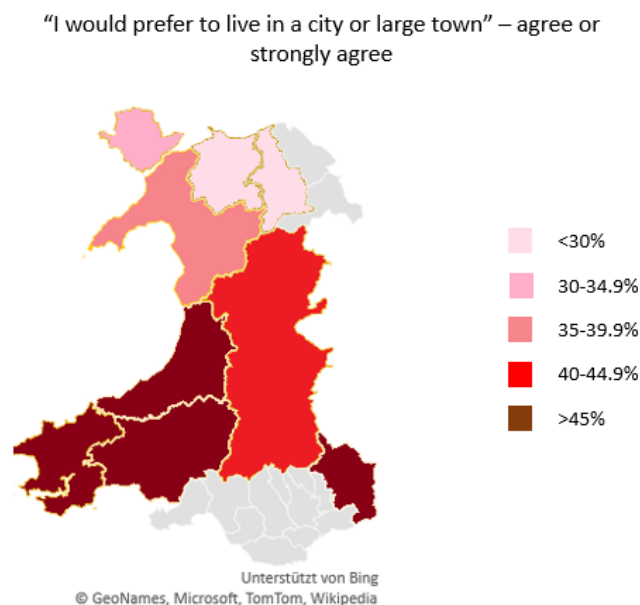 "I would prefer to live in a city or large town” – agree or
strongly agree
<30%
30-34.9%
35-39.9%
40-44.9%
>45%
Unterstützt von Bing
© GeoNames, Microsoft, TomTom, Wikipedia